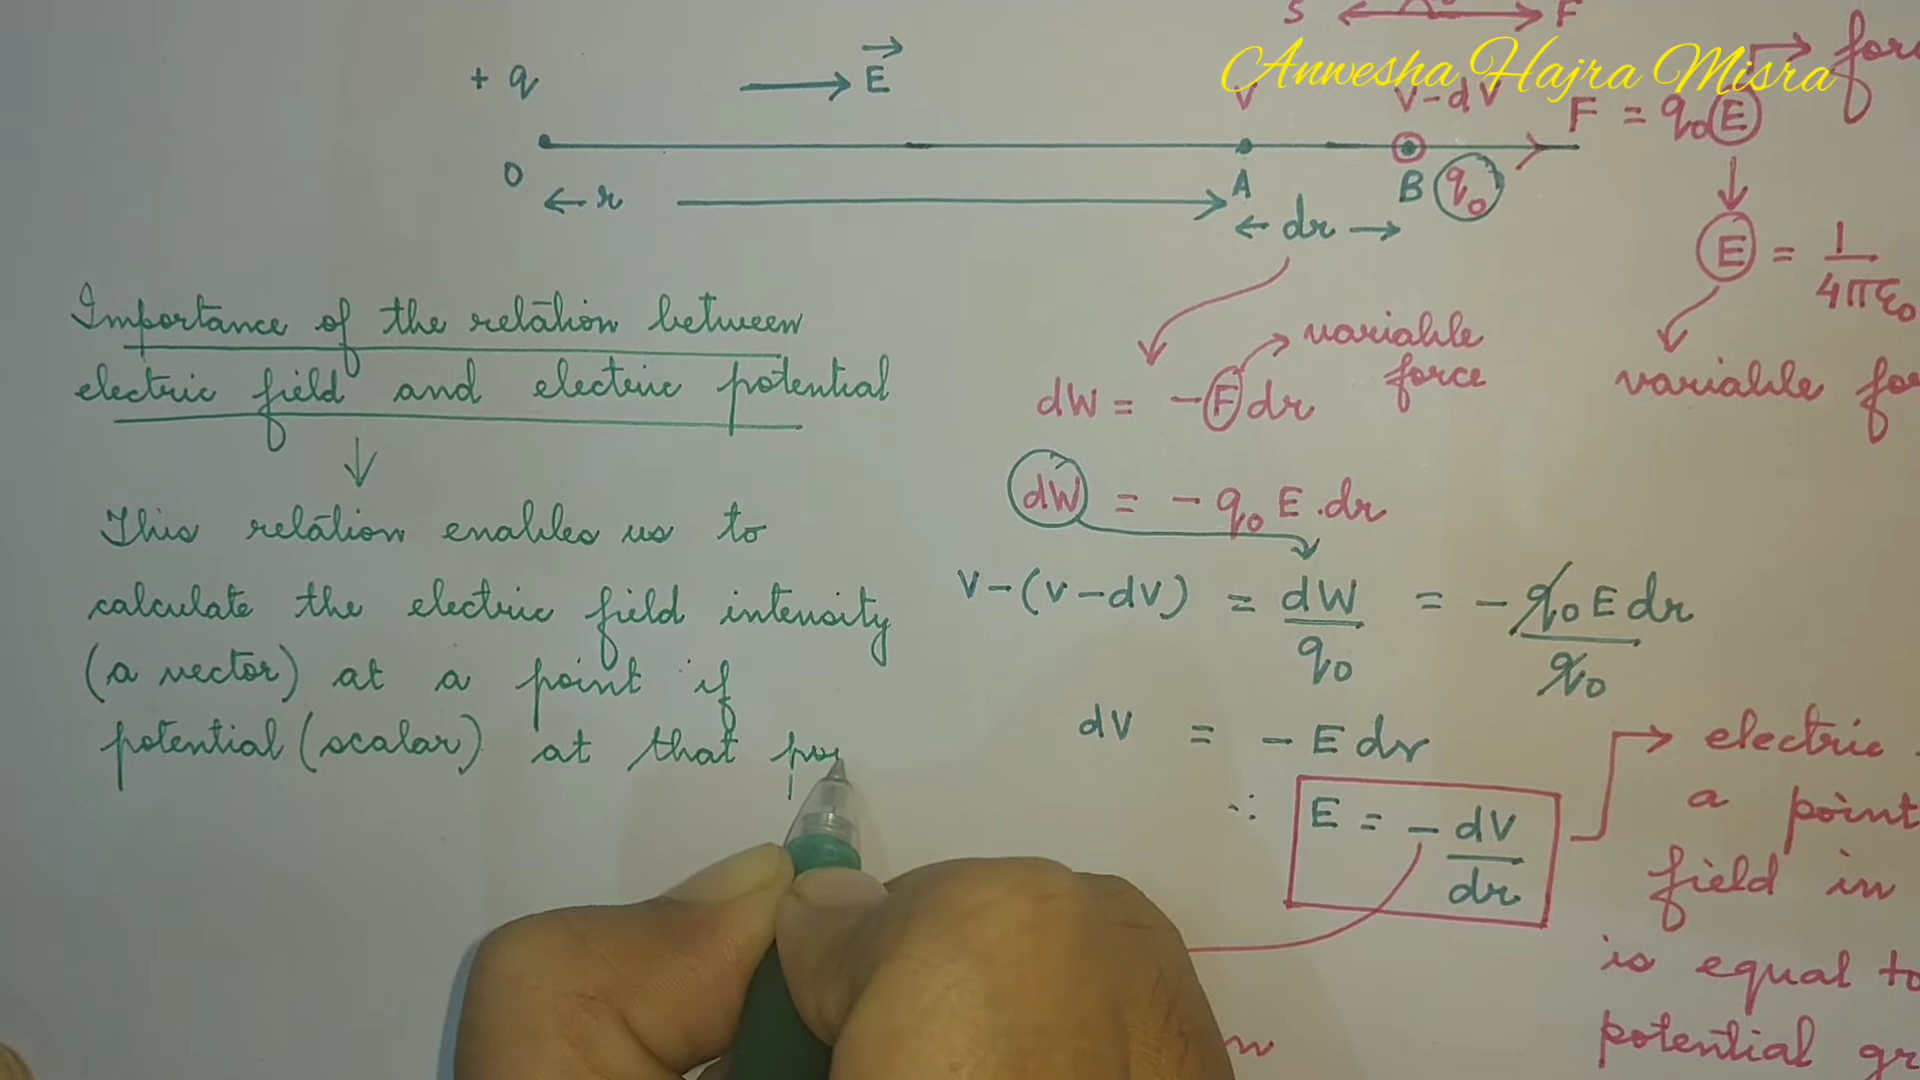 S F
Anwesha Hajra Misra
+ q E V V-dV F = q₀E
O A B q₀
r
dr
E = 1
4πε₀
Importance of the relation between
electric field and electric potential
This relation enables us to
calculate the electric field intensity
(a vector) at a point if
potential (scalar) at that
variable
force
dW = -F dr
variable
dW = - q₀ E . dr
V-(V-dV) = dW/q₀ = - q₀ E dr/q₀
dV = - E dr
∴ E = - dV/dr
electric
a point
field in
is equal to
potential